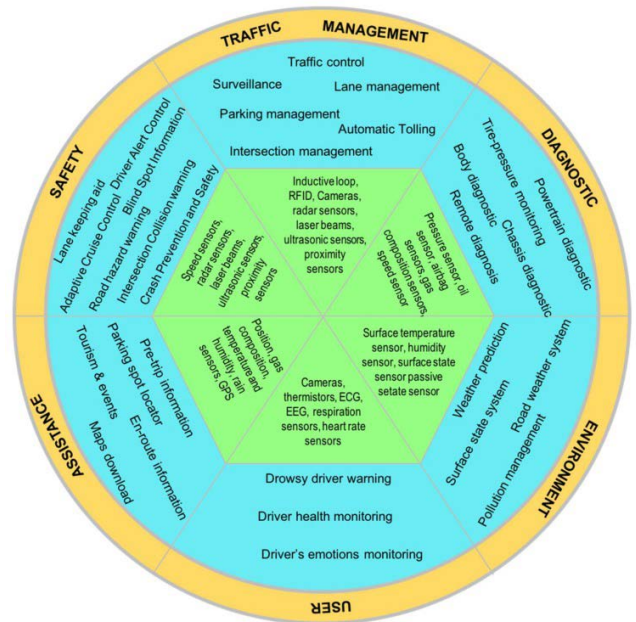 TRAFFIC MANAGEMENT
Traffic control
Surveillance
Lane management
Parking management
Automatic Tolling
Intersection management
Inductive loop,
RFID, Cameras,
radar sensors,
laser beams,
ultrasonic sensors,
proximity
sensors
DIAGNOSTIC
Powertrain diagnostic
Tire-pressure monitoring
Chassis diagnostic
Body diagnostic
Remote diagnosis
Pressure sensor, oil
sensor, airbag
sensors, gas
composition sensors,
speed sensor
ENVIRONMENT
Weather prediction
Road weather system
Surface state system
Pollution management
Surface temperature
sensor, humidity
sensor, surface state
sensor passive
setate sensor
USER
Drowsy driver warning
Driver health monitoring
Driver's emotions monitoring
Cameras,
thermistors, ECG,
EEG, respiration
sensors, heart rate
sensors
ASSISTANCE
Pre-trip information
Parking spot locator
Tourism & events
En-route information
Maps download
Position, gas
composition,
temperature and
humidity, rain
sensors, GPS
SAFETY
Lane keeping aid
Driver Alert Control
Adaptive Cruise Control
Blind Spot Information
Road hazard warning
Intersection Collision warning
Crash Prevention and Safety
Speed sensors,
radar sensors,
laser beams,
ultrasonic sensors,
proximity
sensors